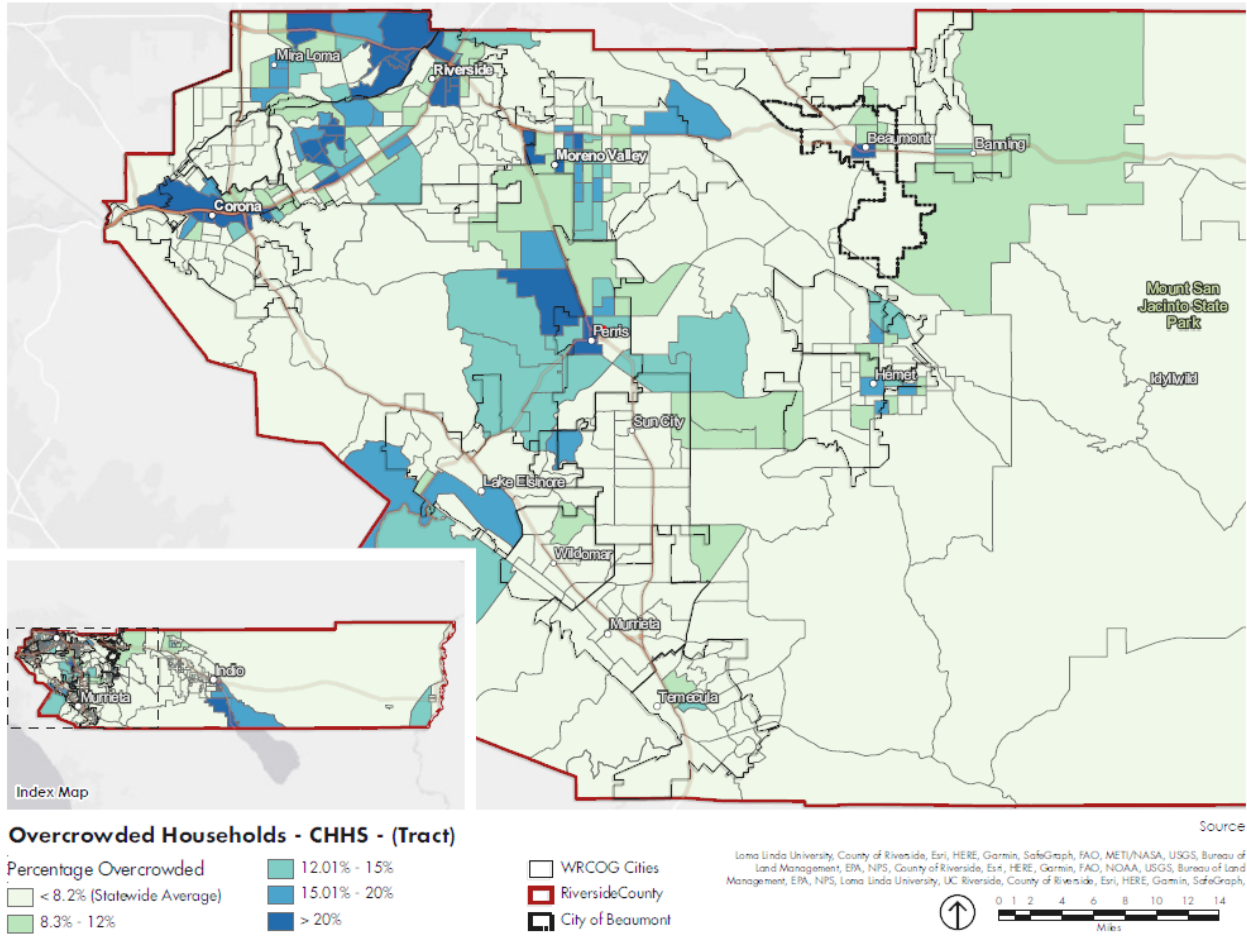 Mira Loma
Riverside
Moreno Valley
Beaumont
Banning
Corona
Mount San
Jacinto State
Park
Perris
Hemet
Idyllwild
Sun City
Lake Elsinore
Wildomar
Murrieta
Temecula
Indio
Murrieta
Index Map
Overcrowded Households - CHHS - (Tract)
Percentage Overcrowded
< 8.2% (Statewide Average)
8.3% - 12%
12.01% - 15%
15.01% - 20%
> 20%
WRCOG Cities
RiversideCounty
City of Beaumont
Source
Loma Linda University, County of Riverside, Esri, HERE, Garmin, SafeGraph, FAO, METI/NASA, USGS, Bureau of
Land Management, EPA, NPS, County of Riverside, Esri, HERE, Garmin, FAO, NOAA, USGS, Bureau of Land
Management, EPA, NPS, Loma Linda University, UC Riverside, County of Riverside, Esri, HERE, Garmin, SafeGraph,
0 1 2 4 6 8 10 12 14
Miles